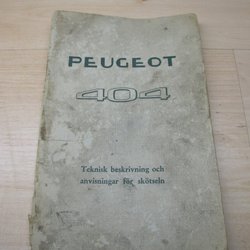 PEUGEOT
404
Teknisk beskrivning och
anvisningar för skötseln